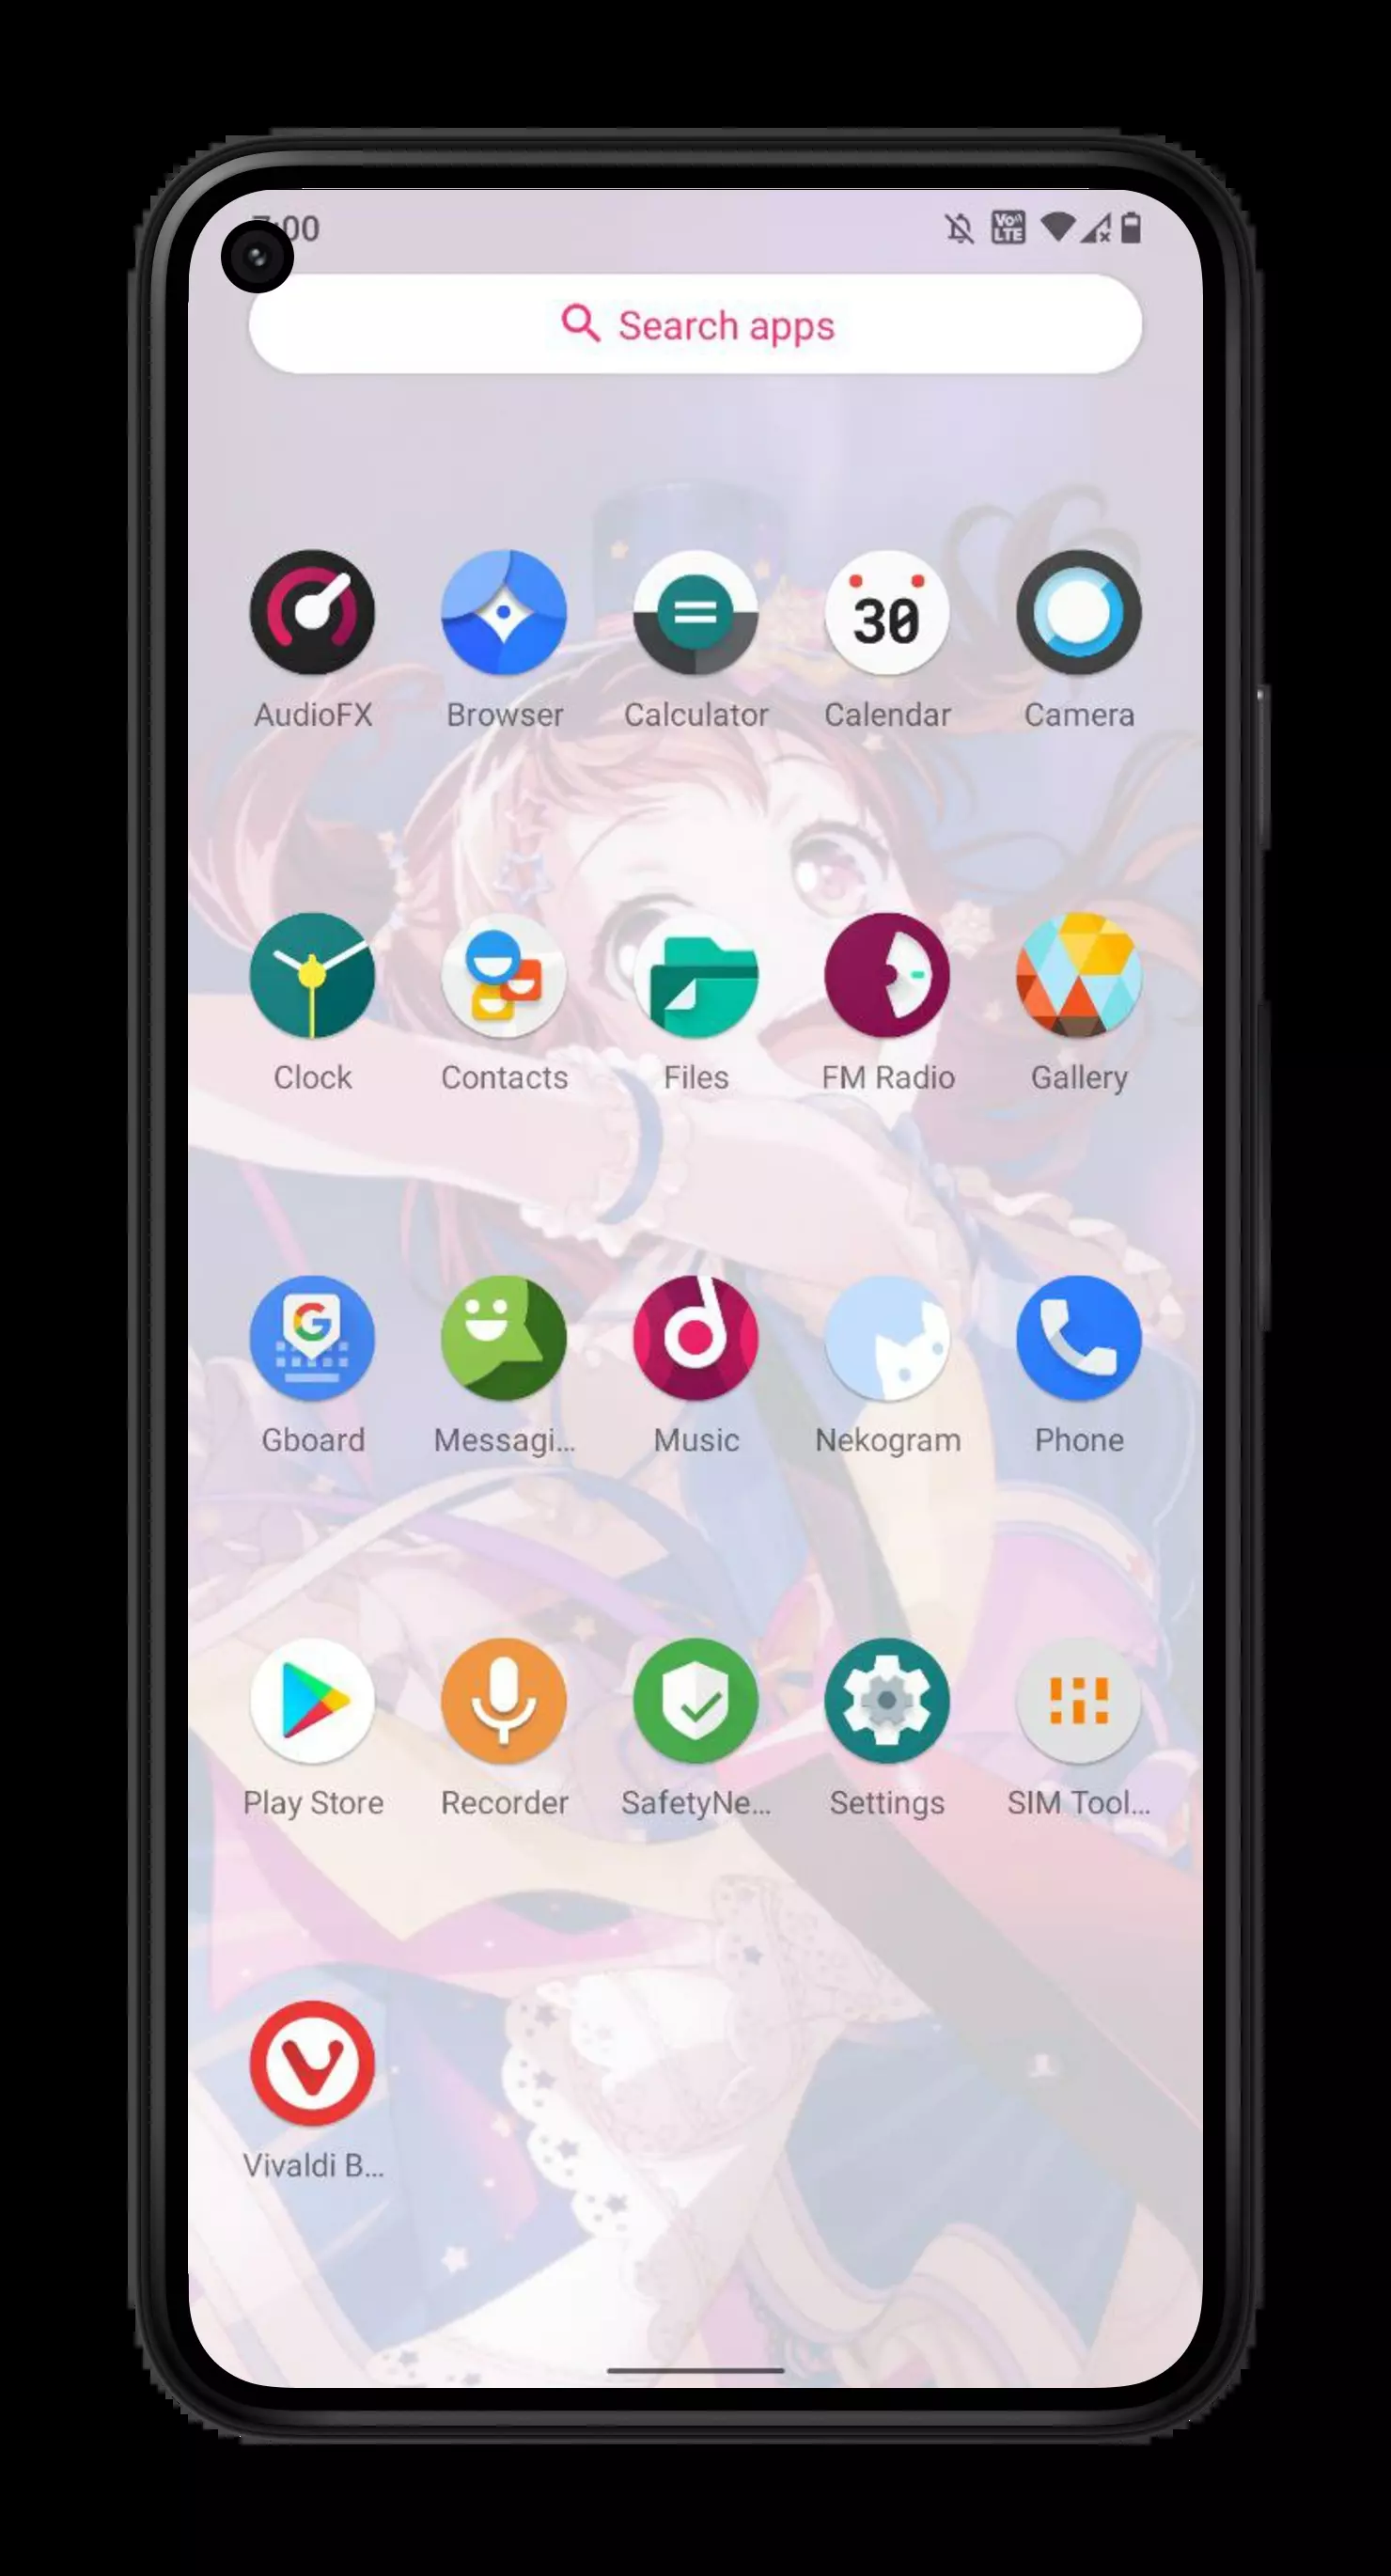 7:00
Vo LTE
Search apps
30
AudioFX Browser Calculator Calendar Camera
Clock Contacts Files FM Radio Gallery
G
Gboard Messagi… Music Nekogram Phone
Play Store Recorder SafetyNe… Settings SIM Tool…
Vivaldi B…